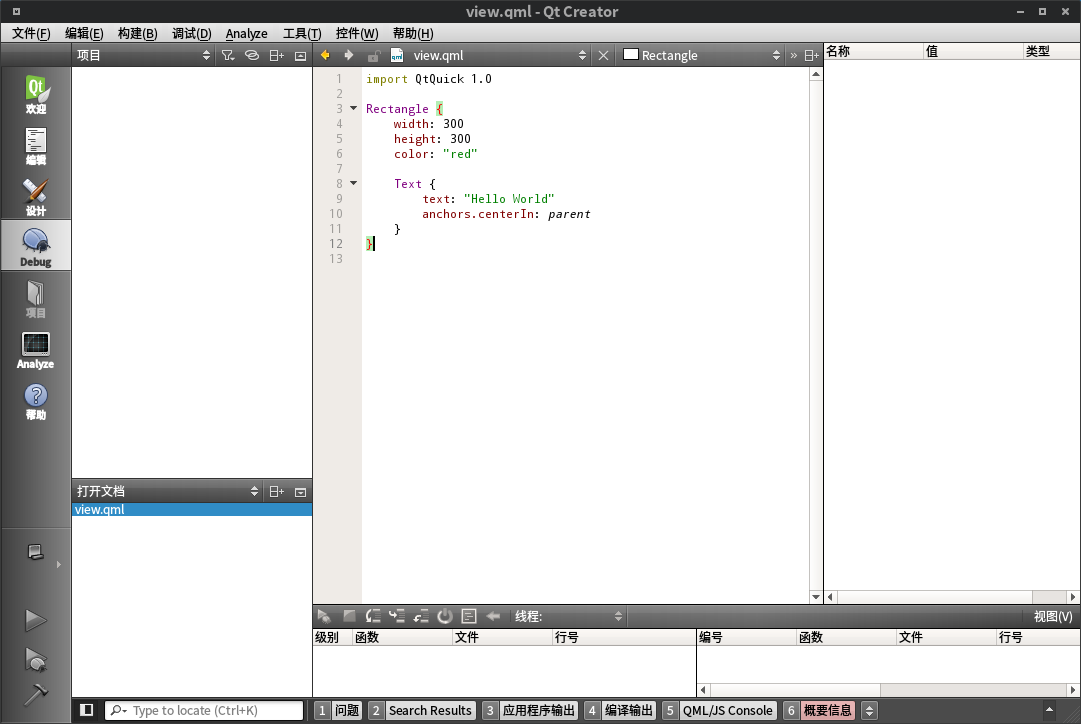 view.qml - Qt Creator
文件(F) 编辑(E) 构建(B) 调试(D) Analyze 工具(T) 控件(W) 帮助(H)
项目
view.qml
Rectangle
»
名称 值 类型
Qt
欢迎
编辑
设计
Debug
项目
Analyze
帮助
1 import QtQuick 1.0
2
3 Rectangle {
4 width: 300
5 height: 300
6 color: "red"
7
8 Text {
9 text: "Hello World"
10 anchors.centerIn: parent
11 }
12 }
13
打开文档
view.qml
线程:
视图(V)
级别 函数 文件 行号
编号 函数 文件 行号
Type to locate (Ctrl+K)
1 问题 2 Search Results 3 应用程序输出 4 编译输出 5 QML/JS Console 6 概要信息